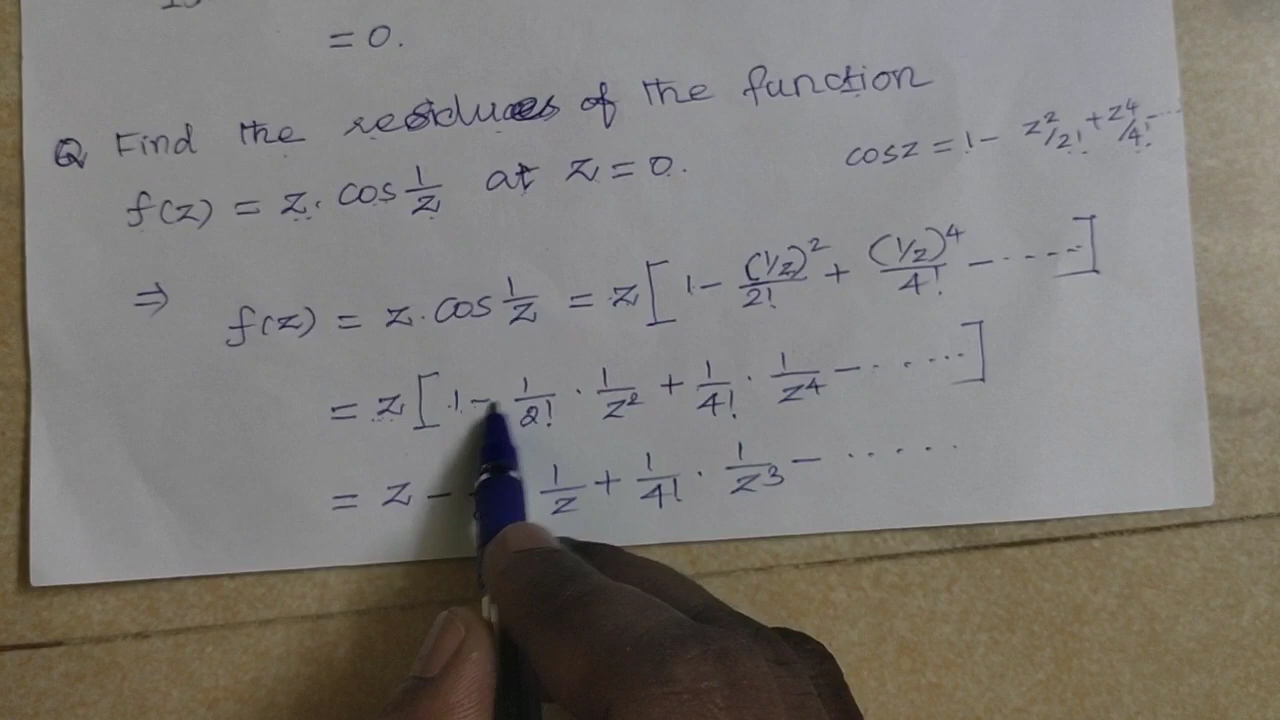 = 0.
Q Find the residues of the function
f(z) = z. cos 1/z at z = 0. cosz = 1 - z²/2! + z⁴/4! - ...
⇒ f(z) = z. cos 1/z = z[1 - (1/z)²/2! + (1/z)⁴/4! - .....]
= z[1 - 1/2! · 1/z² + 1/4! · 1/z⁴ - ......]
= z - 1/z + 1/4! · 1/z³ - .....